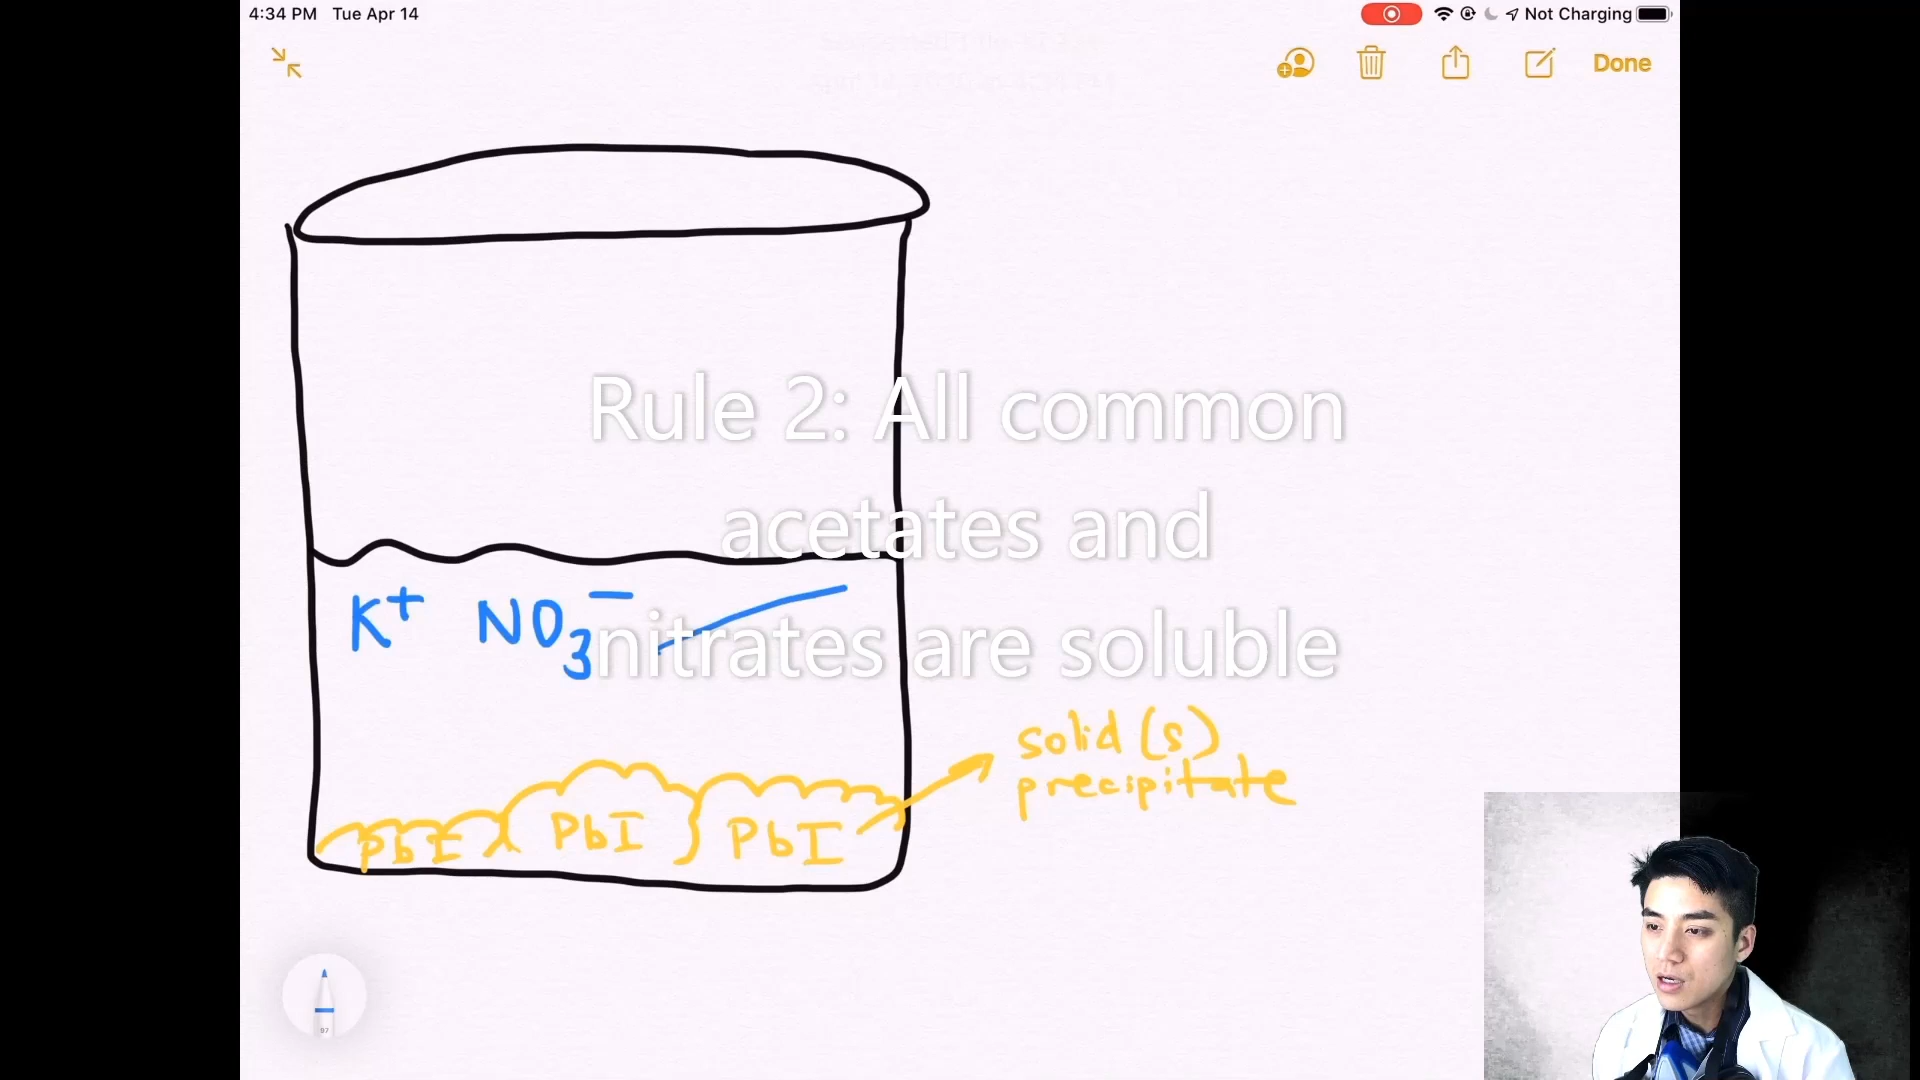 4:34 PM Tue Apr 14
Not Charging
Done
Rule 2: All common
acetates and
nitrates are soluble
K⁺ NO₃⁻
solid (s)
precipitate
PbI PbI PbI
97